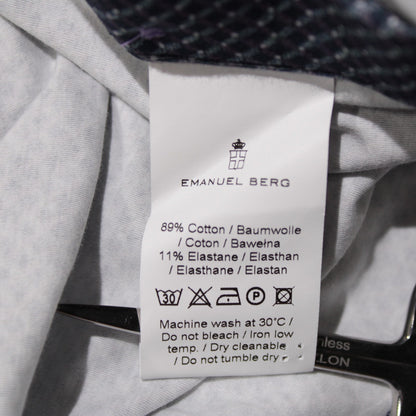 EMANUEL BERG
89% Cotton / Baumwolle
/ Coton / Bawełna
11% Elastane / Elasthan
/ Elasthanne / Elastan
30 P
Machine wash at 30°C /
Do not bleach / Iron low
temp. / Dry cleanable
/ Do not tumble dry